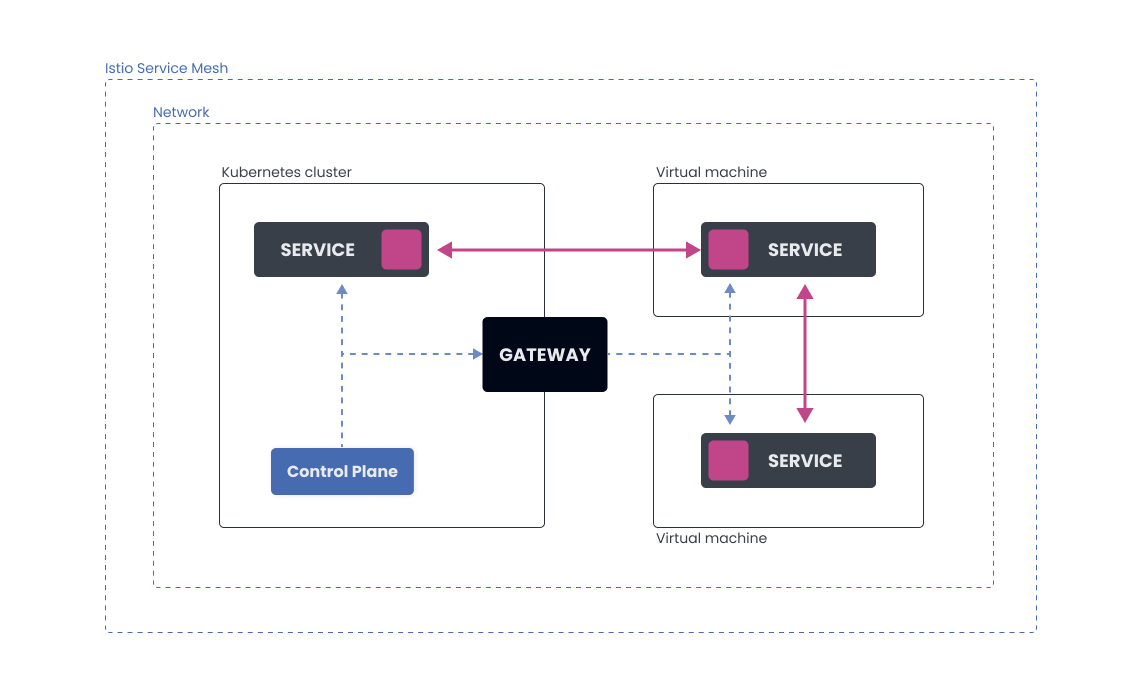 Istio Service Mesh
Network
Kubernetes cluster
Virtual machine
SERVICE
SERVICE
GATEWAY
Control Plane
SERVICE
Virtual machine